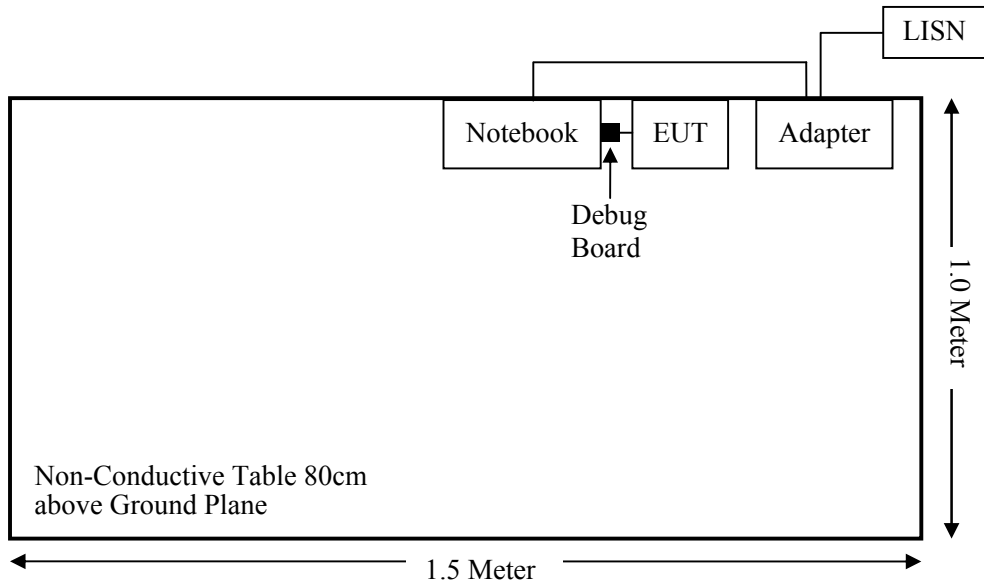 LISN
Notebook
EUT
Adapter
Debug
Board
1.0 Meter
Non-Conductive Table 80cm
above Ground Plane
1.5 Meter